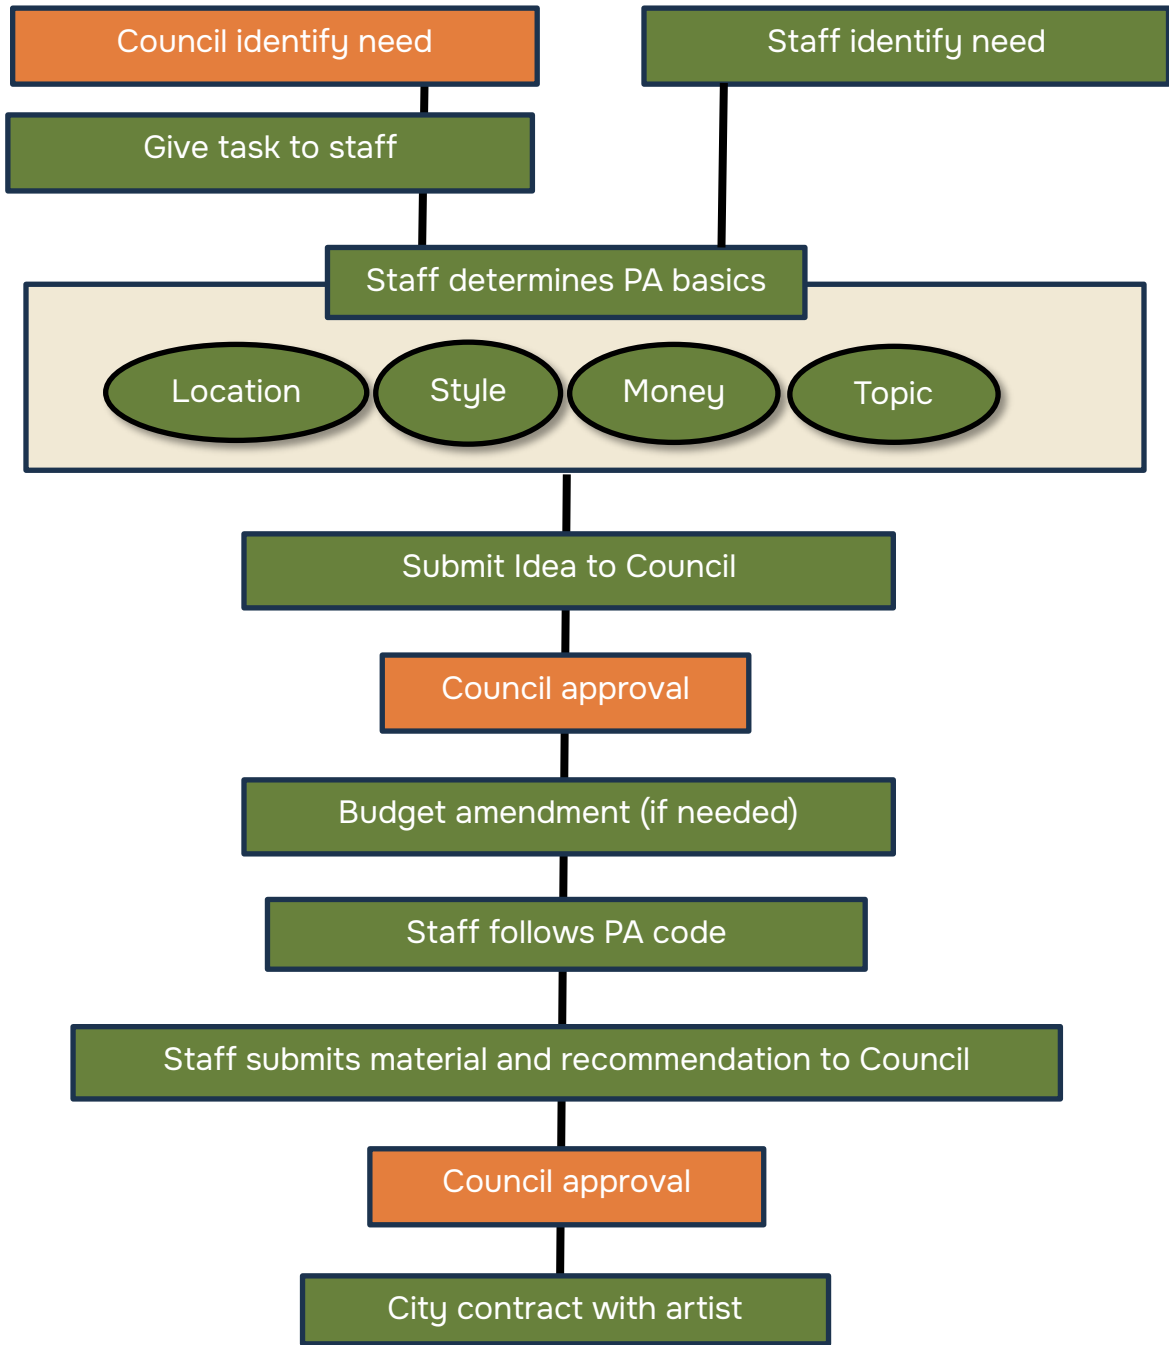 Council identify need
Staff identify need
Give task to staff
Staff determines PA basics
Location
Style
Money
Topic
Submit Idea to Council
Council approval
Budget amendment (if needed)
Staff follows PA code
Staff submits material and recommendation to Council
Council approval
City contract with artist